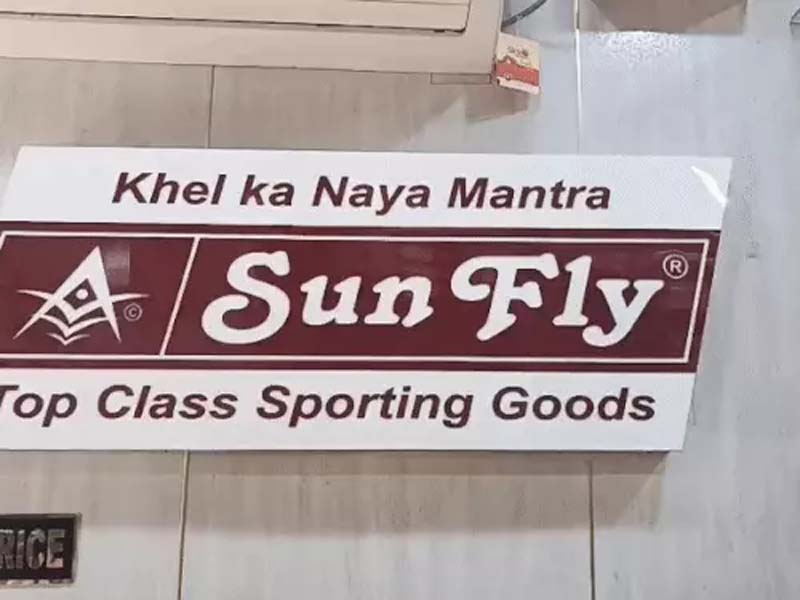 Khel ka Naya Mantra
© Sun Fly ®
Top Class Sporting Goods
RICE